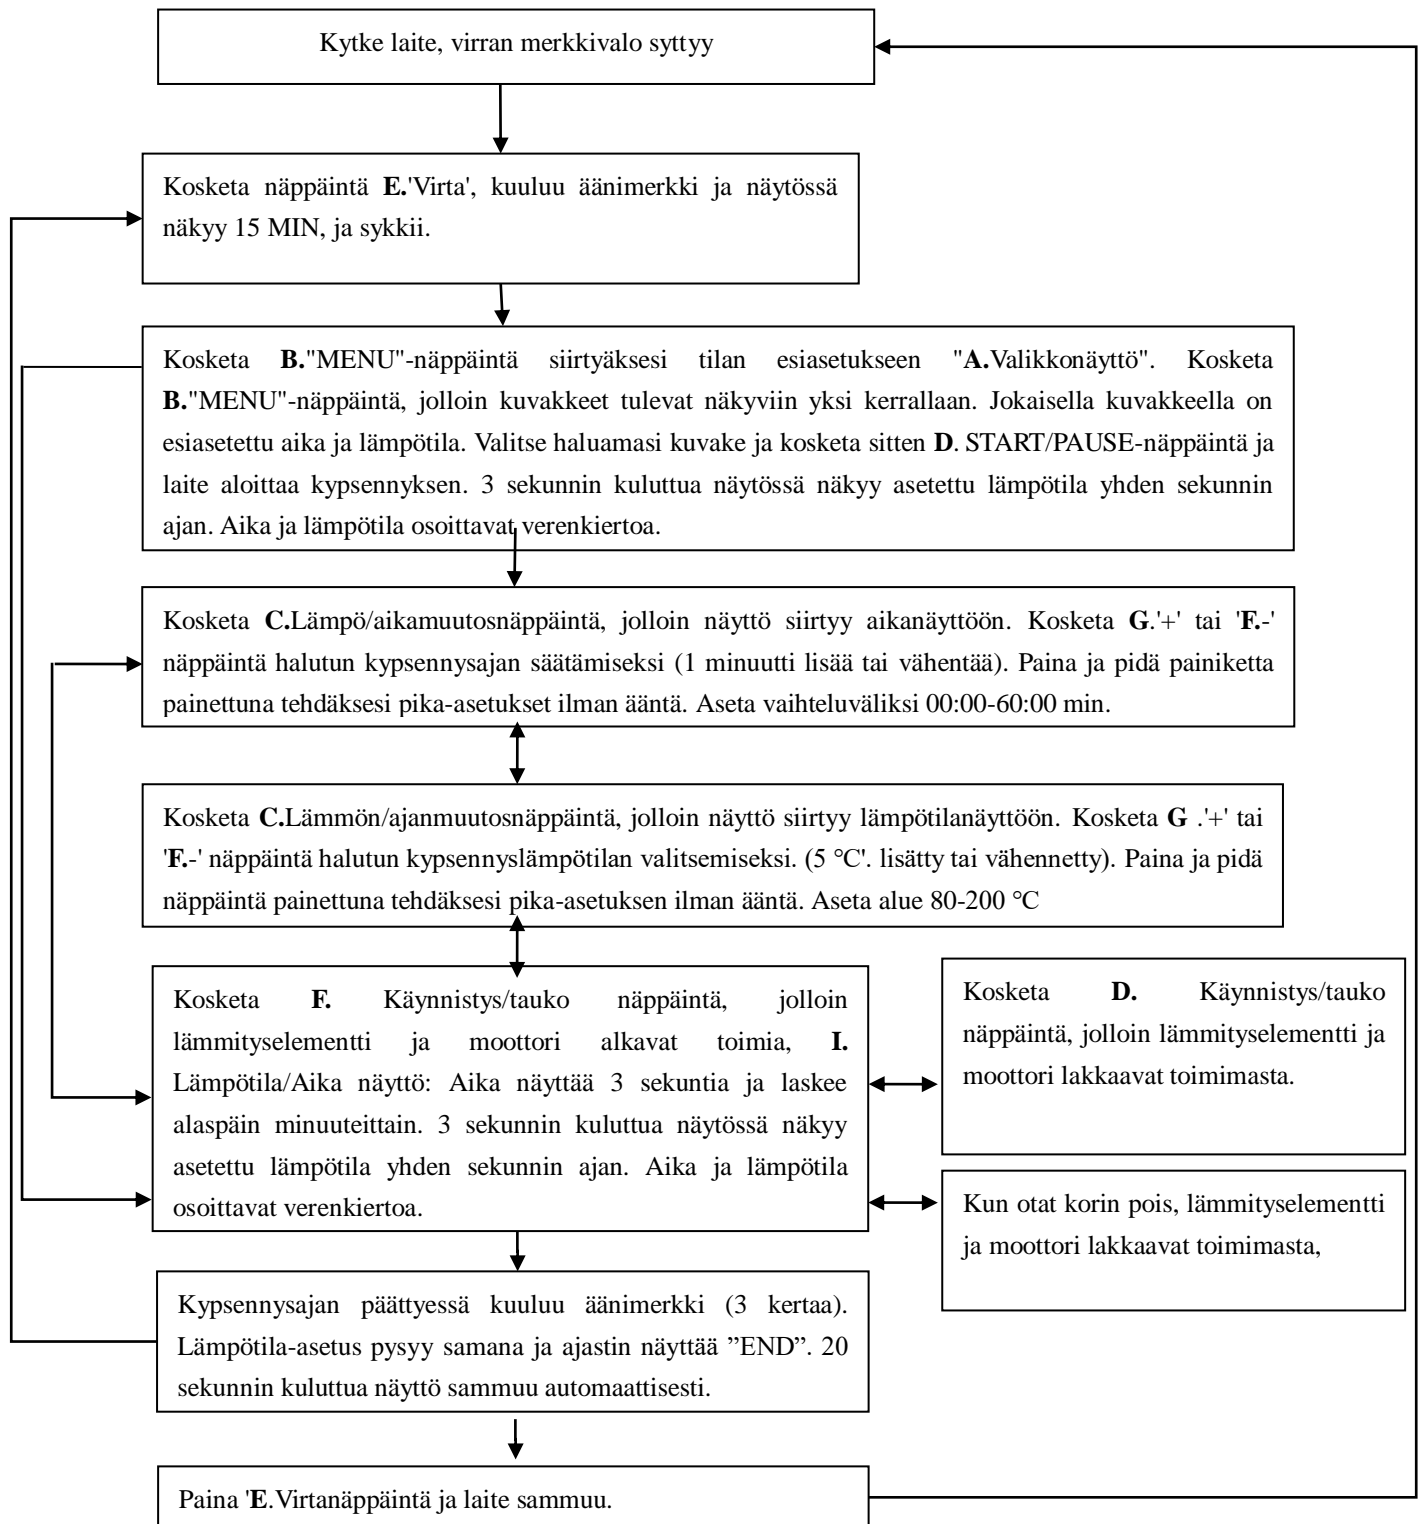 Kytke laite, virran merkkivalo syttyy
Kosketa näppäintä E.'Virta', kuuluu äänimerkki ja näytössä
näkyy 15 MIN, ja sykkii.
Kosketa B."MENU"-näppäintä siirtyäksesi tilan esiasetukseen "A.Valikkonäyttö". Kosketa
B."MENU"-näppäintä, jolloin kuvakkeet tulevat näkyviin yksi kerrallaan. Jokaisella kuvakkeella on
esiasetettu aika ja lämpötila. Valitse haluamasi kuvake ja kosketa sitten D. START/PAUSE-näppäintä ja
laite aloittaa kypsennyksen. 3 sekunnin kuluttua näytössä näkyy asetettu lämpötila yhden sekunnin
ajan. Aika ja lämpötila osoittavat verenkiertoa.
Kosketa C.Lämpö/aikamuutosnäppäintä, jolloin näyttö siirtyy aikanäyttöön. Kosketa G.'+' tai 'F.-'
näppäintä halutun kypsennysajan säätämiseksi (1 minuutti lisää tai vähentää). Paina ja pidä painiketta
painettuna tehdäksesi pika-asetukset ilman ääntä. Aseta vaihteluväliksi 00:00-60:00 min.
Kosketa C.Lämmön/ajanmuutosnäppäintä, jolloin näyttö siirtyy lämpötilanäyttöön. Kosketa G .'+' tai
'F.-' näppäintä halutun kypsennyslämpötilan valitsemiseksi. (5 °C'. lisätty tai vähennetty). Paina ja pidä
näppäintä painettuna tehdäksesi pika-asetuksen ilman ääntä. Aseta alue 80-200 °C
Kosketa F. Käynnistys/tauko näppäintä, jolloin
lämmityselementti ja moottori alkavat toimia, I.
Lämpötila/Aika näyttö: Aika näyttää 3 sekuntia ja laskee
alaspäin minuuteittain. 3 sekunnin kuluttua näytössä näkyy
asetettu lämpötila yhden sekunnin ajan. Aika ja lämpötila
osoittavat verenkiertoa.
Kosketa D. Käynnistys/tauko
näppäintä, jolloin lämmityselementti ja
moottori lakkaavat toimimasta.
Kun otat korin pois, lämmityselementti
ja moottori lakkaavat toimimasta,
Kypsennysajan päättyessä kuuluu äänimerkki (3 kertaa).
Lämpötila-asetus pysyy samana ja ajastin näyttää ”END”. 20
sekunnin kuluttua näyttö sammuu automaattisesti.
Paina 'E.Virtanäppäintä ja laite sammuu.